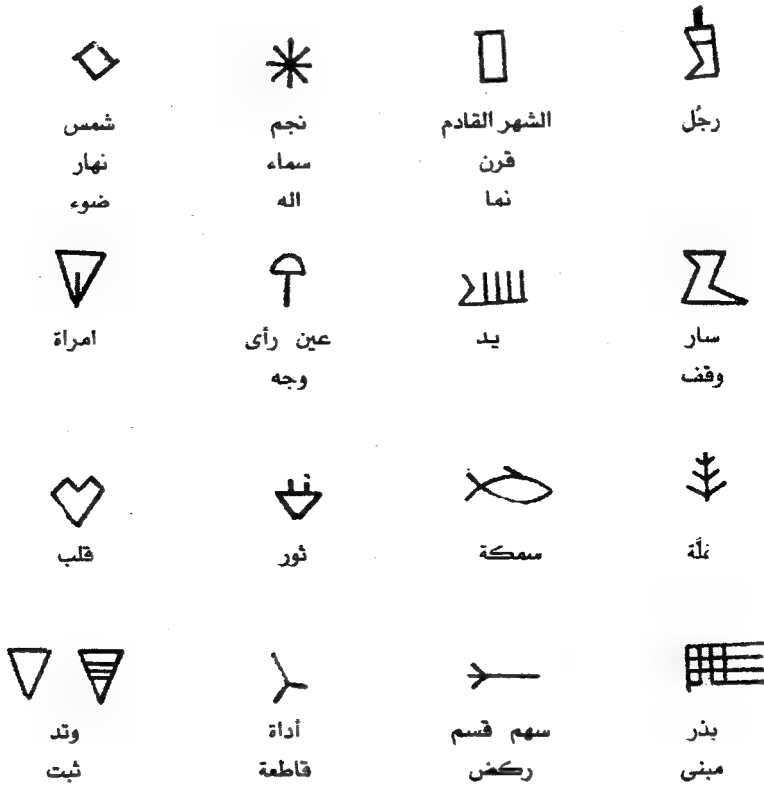 رجُل الشهر القادم نجم شمس
قرن سماء نهار
نما اله ضوء
سار يد عين رأى امراة
وقف وجه
غلَّة سمكة ثور قلب
بذر سهم قسم أداة وتد
مبنى ركض قاطعة ثبت